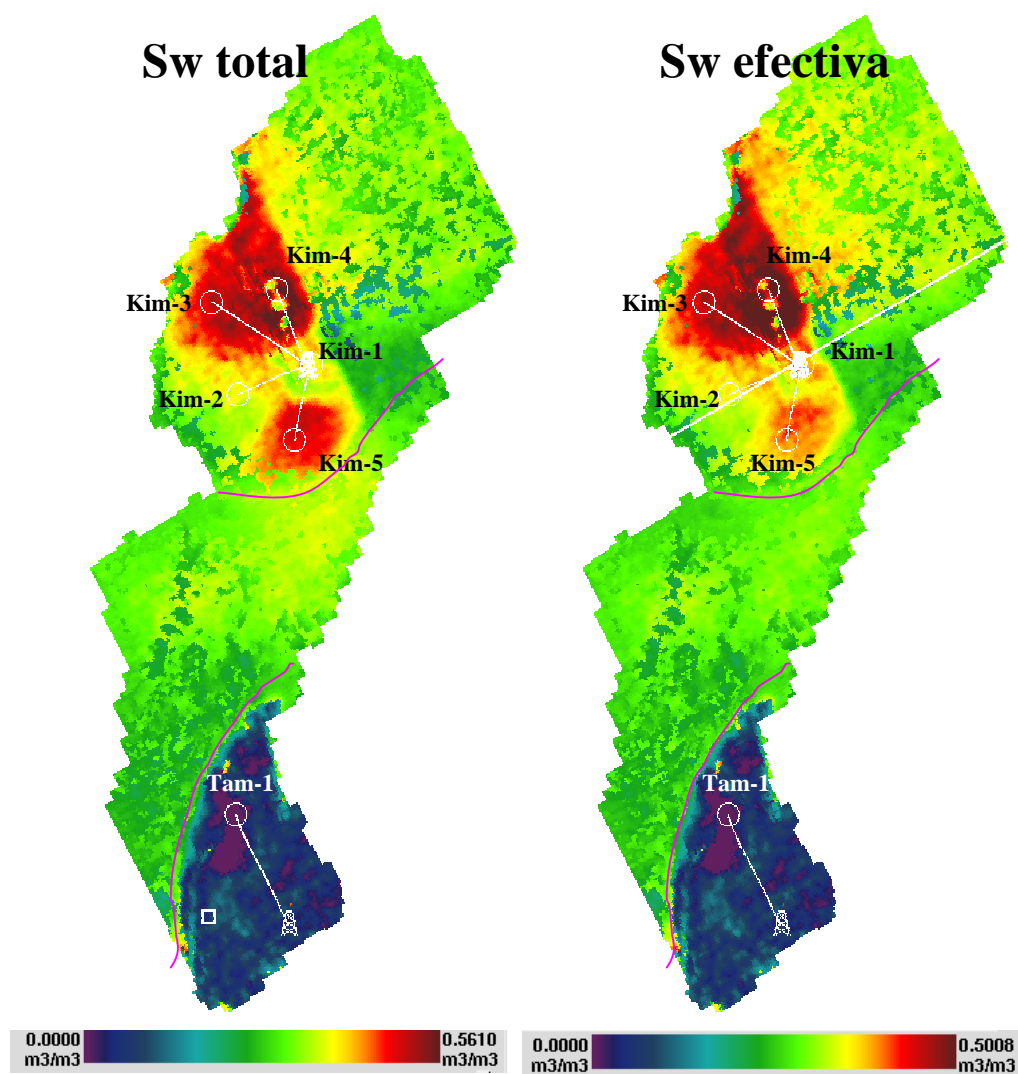 Sw total
Sw efectiva
Kim-4
Kim-3
Kim-1
Kim-2
Kim-5
Tam-1
Kim-4
Kim-3
Kim-1
Kim-2
Kim-5
Tam-1
0.0000
m3/m3
0.5610
m3/m3
0.0000
m3/m3
0.5008
m3/m3